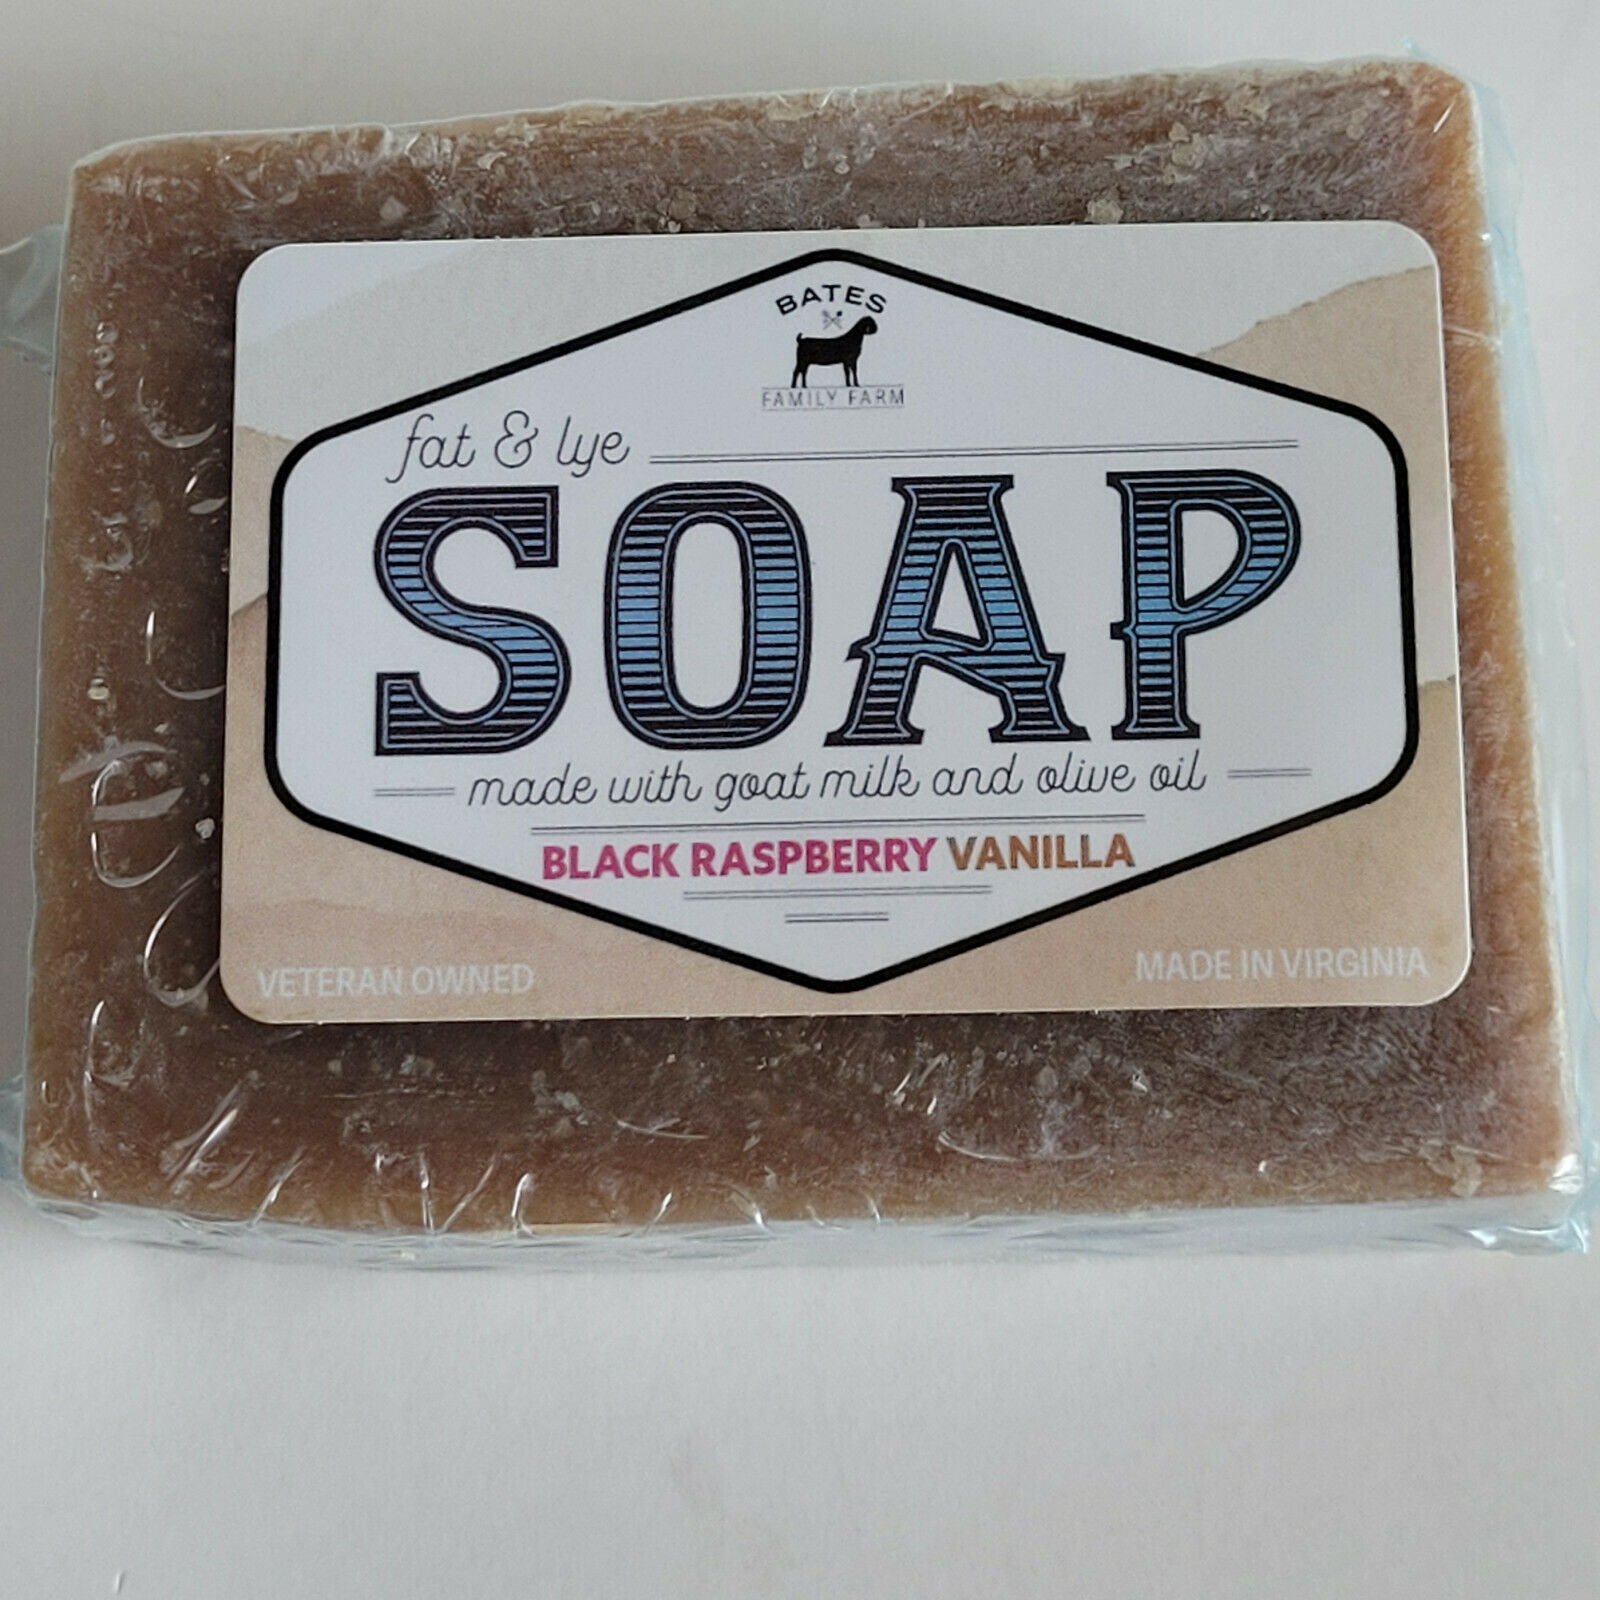 BATES
FAMILY FARM
fat & lye
SOAP
made with goat milk and olive oil
BLACK RASPBERRY VANILLA
VETERAN OWNED
MADE IN VIRGINIA